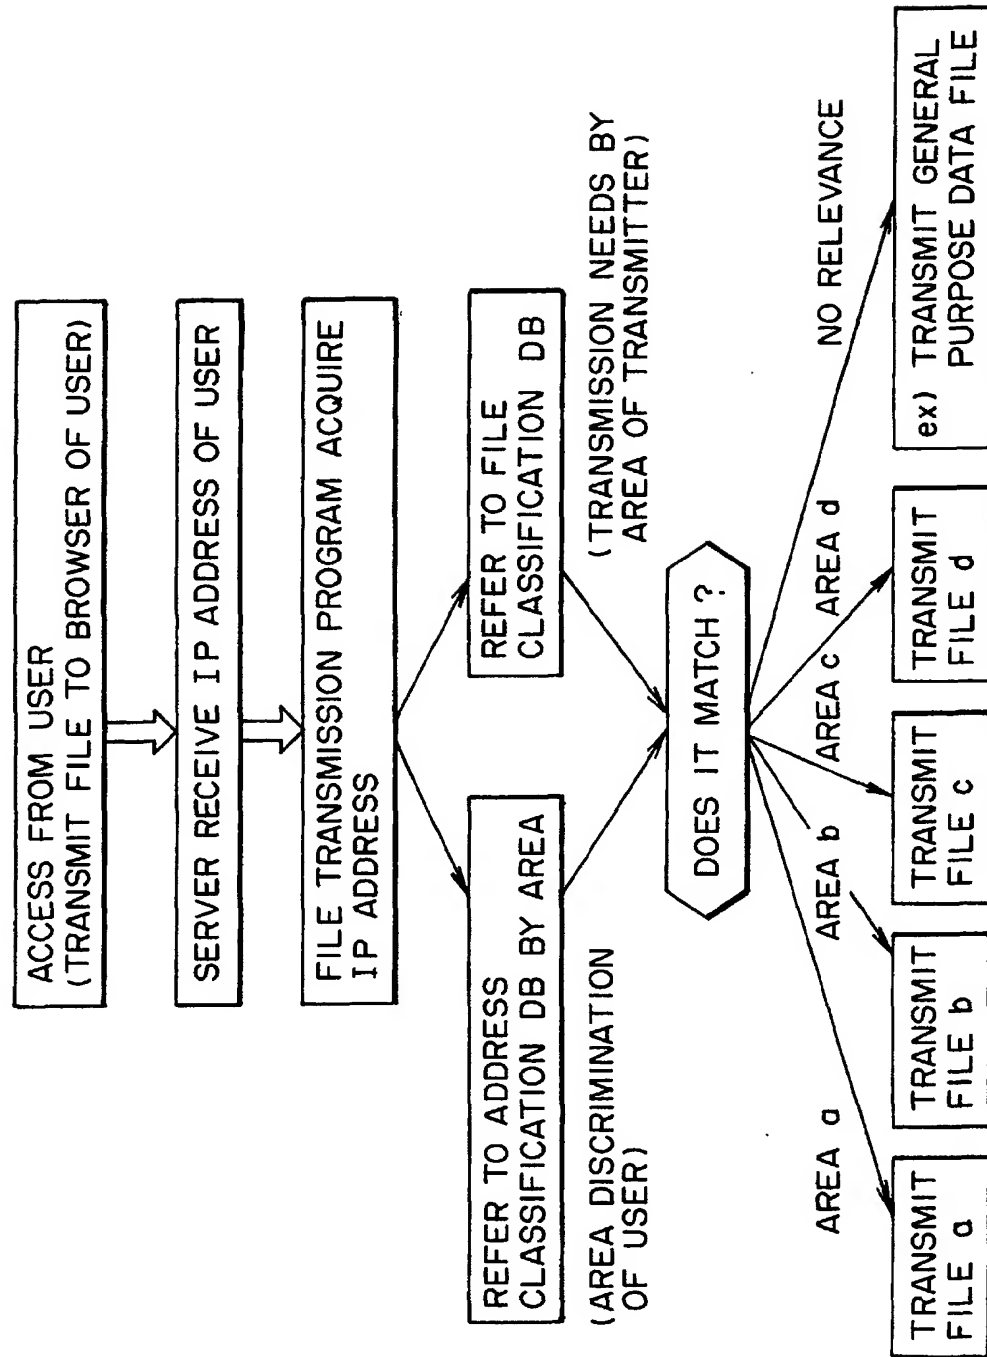 ACCESS FROM USER
(TRANSMIT FILE TO BROWSER OF USER)
SERVER RECEIVE IP ADDRESS OF USER
FILE TRANSMISSION PROGRAM ACQUIRE
IP ADDRESS
REFER TO ADDRESS
CLASSIFICATION DB BY AREA
REFER TO FILE
CLASSIFICATION DB
(AREA DISCRIMINATION
OF USER)
(TRANSMISSION NEEDS BY
AREA OF TRANSMITTER)
DOES IT MATCH ?
AREA a
AREA b
AREA c
AREA d
NO RELEVANCE
TRANSMIT
FILE a
TRANSMIT
FILE b
TRANSMIT
FILE c
TRANSMIT
FILE d
ex) TRANSMIT GENERAL
PURPOSE DATA FILE